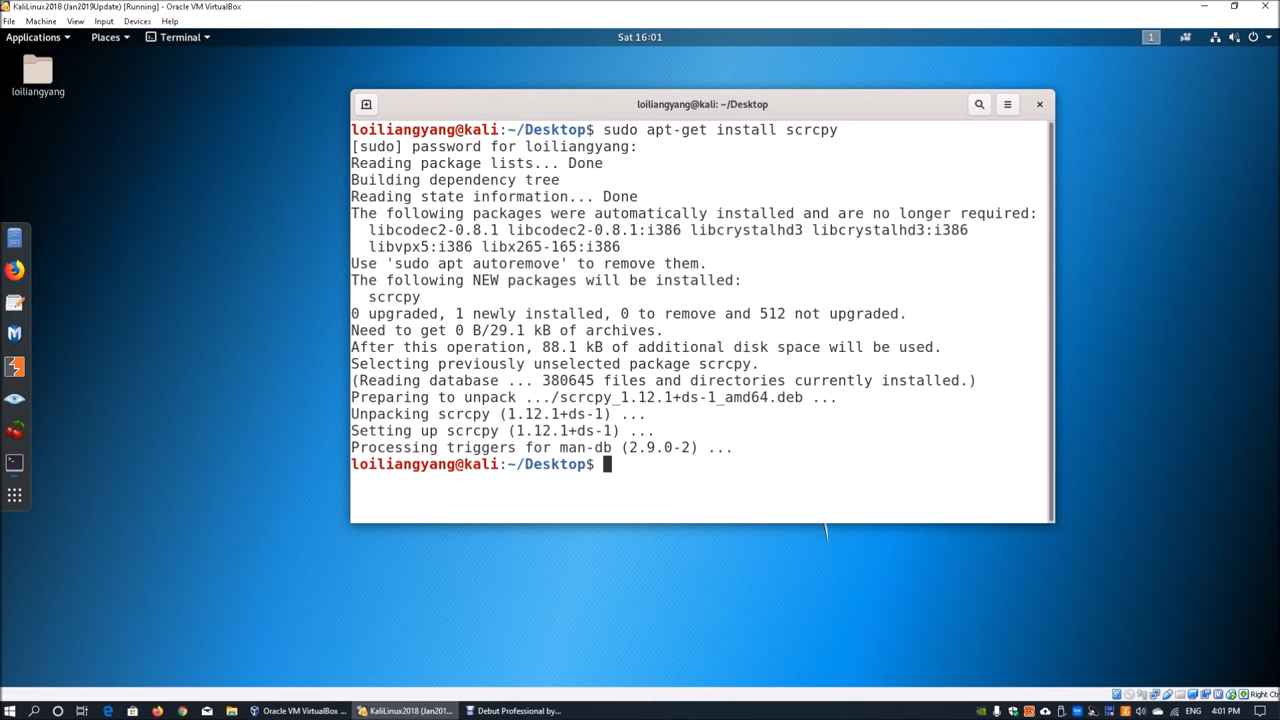 KaliLinux2018 (Jan2019Update) [Running] - Oracle VM VirtualBox
File Machine View Input Devices Help
Applications Places Terminal Sat 16:01 1
loiliangyang
loiliangyang@kali: ~/Desktop
loiliangyang@kali:~/Desktop$ sudo apt-get install scrcpy
[sudo] password for loiliangyang:
Reading package lists... Done
Building dependency tree
Reading state information... Done
The following packages were automatically installed and are no longer required:
libcodec2-0.8.1 libcodec2-0.8.1:i386 libcrystalhd3 libcrystalhd3:i386
libvpx5:i386 libx265-165:i386
Use 'sudo apt autoremove' to remove them.
The following NEW packages will be installed:
scrcpy
0 upgraded, 1 newly installed, 0 to remove and 512 not upgraded.
Need to get 0 B/29.1 kB of archives.
After this operation, 88.1 kB of additional disk space will be used.
Selecting previously unselected package scrcpy.
(Reading database ... 380645 files and directories currently installed.)
Preparing to unpack .../scrcpy_1.12.1+ds-1_amd64.deb ...
Unpacking scrcpy (1.12.1+ds-1) ...
Setting up scrcpy (1.12.1+ds-1) ...
Processing triggers for man-db (2.9.0-2) ...
loiliangyang@kali:~/Desktop$
Right Ctr
Oracle VM VirtualBox ... KaliLinux2018 (Jan201... Debut Professional by... ENG 4:01 PM